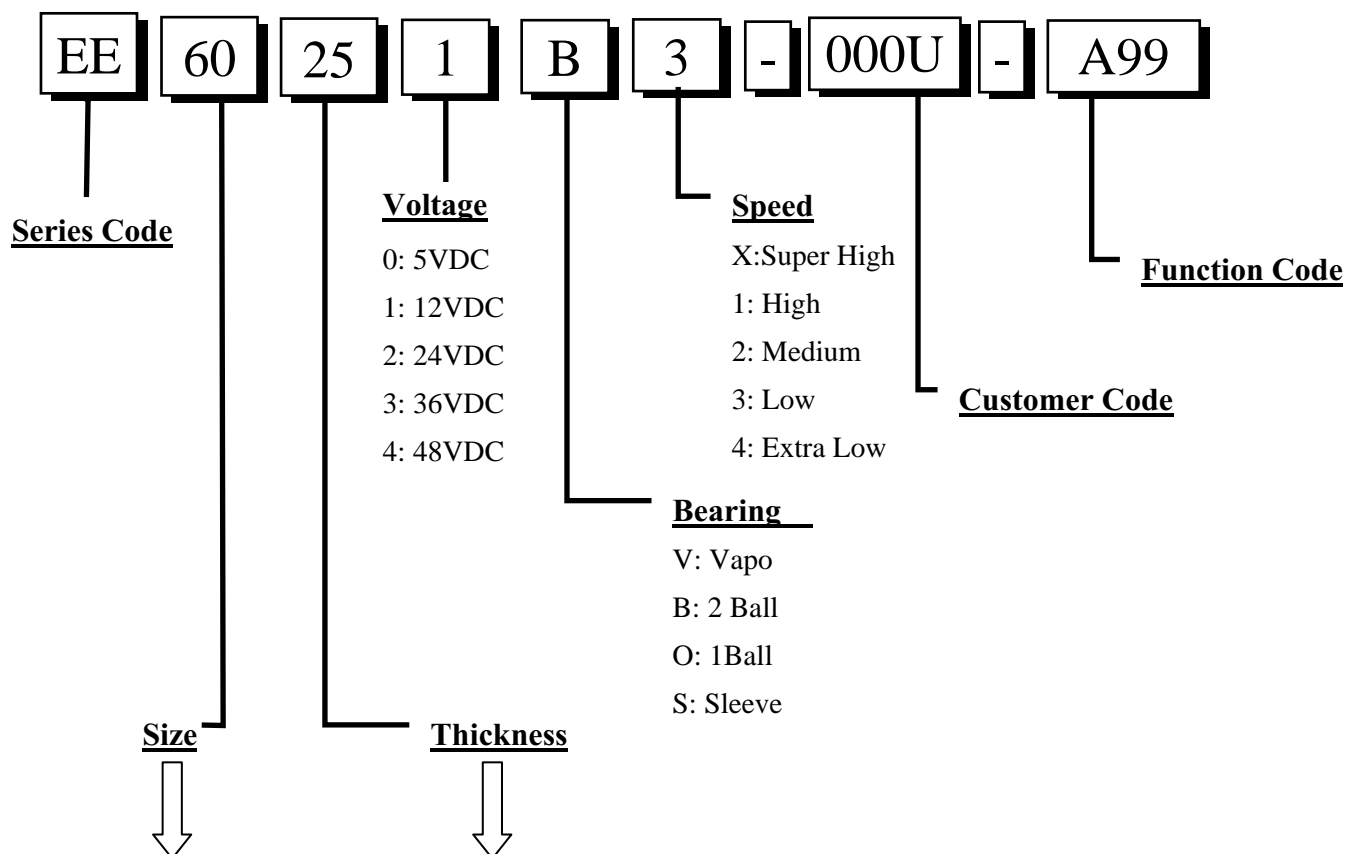 EE 60 25 1 B 3 - 000U - A99
Series Code
Voltage
0: 5VDC
1: 12VDC
2: 24VDC
3: 36VDC
4: 48VDC
Speed
X:Super High
1: High
2: Medium
3: Low
4: Extra Low
Function Code
Customer Code
Bearing
V: Vapo
B: 2 Ball
O: 1Ball
S: Sleeve
Size
Thickness